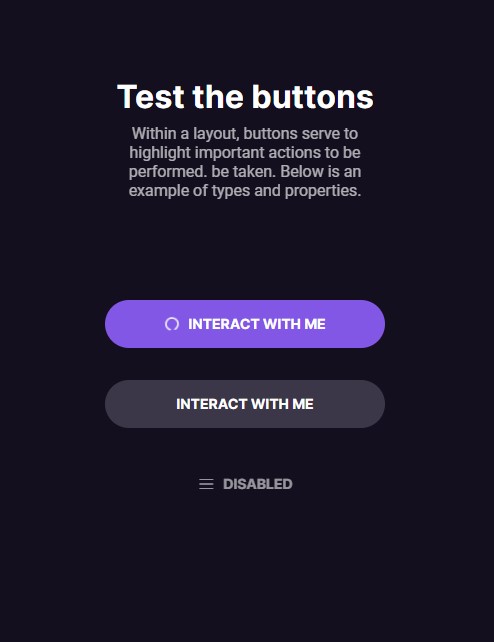 Test the buttons
Within a layout, buttons serve to
highlight important actions to be
performed. be taken. Below is an
example of types and properties.
INTERACT WITH ME
INTERACT WITH ME
DISABLED